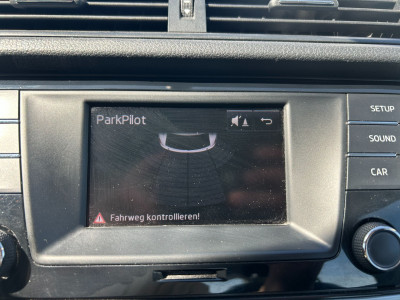 ParkPilot
SETUP
SOUND
CAR
Fahrweg kontrollieren!